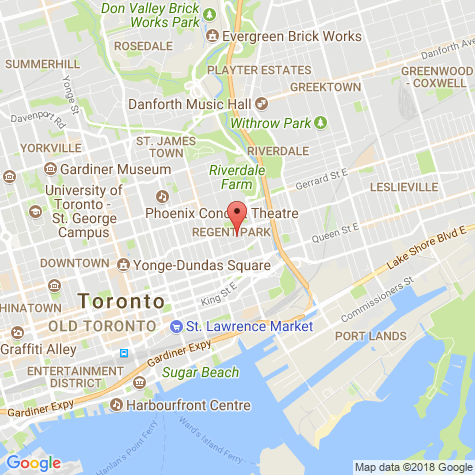 Don Valley Brick
Works Park
Evergreen Brick Works
ROSEDALE
SUMMERHILL
PLAYTER ESTATES
Danforth Ave
GREENWOOD
- COXWELL
GREEKTOWN
Yonge St
Danforth Music Hall
Davenport Rd
Withrow Park
ST. JAMES
TOWN
YORKVILLE
RIVERDALE
Gardiner Museum
Riverdale
Farm
Gerrard St E
LESLIEVILLE
University of
Toronto -
St. George
Campus
Phoenix Concert Theatre
REGENT PARK
Queen St E
Lake Shore Blvd E
DOWNTOWN
Yonge-Dundas Square
CHINATOWN
Toronto
King St E
Commissioners St
OLD TORONTO
St. Lawrence Market
PORT LANDS
Graffiti Alley
Gardiner Expy
ENTERTAINMENT
DISTRICT
Sugar Beach
Gardiner Expy
Harbourfront Centre
Hanlan's Point Ferry
Ward's Island Ferry
Map data ©2018 Google